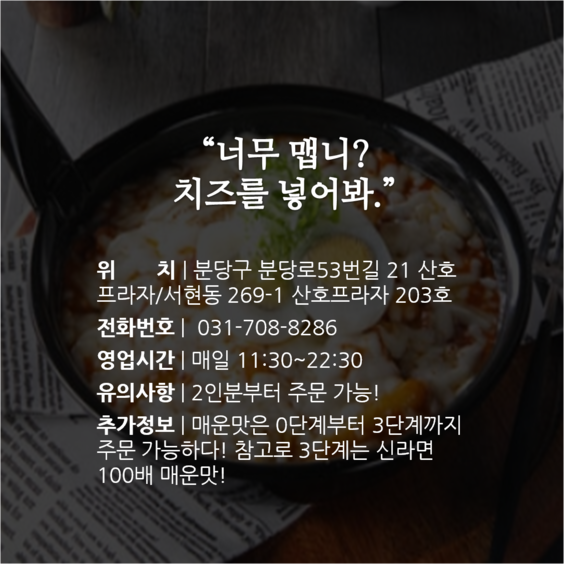 “너무 맵니?
치즈를 넣어봐.”
위 치 | 분당구 분당로53번길 21 산호
프라자/서현동 269-1 산호프라자 203호
전화번호 | 031-708-8286
영업시간 | 매일 11:30~22:30
유의사항 | 2인분부터 주문 가능!
추가정보 | 매운맛은 0단계부터 3단계까지
주문 가능하다! 참고로 3단계는 신라면
100배 매운맛!